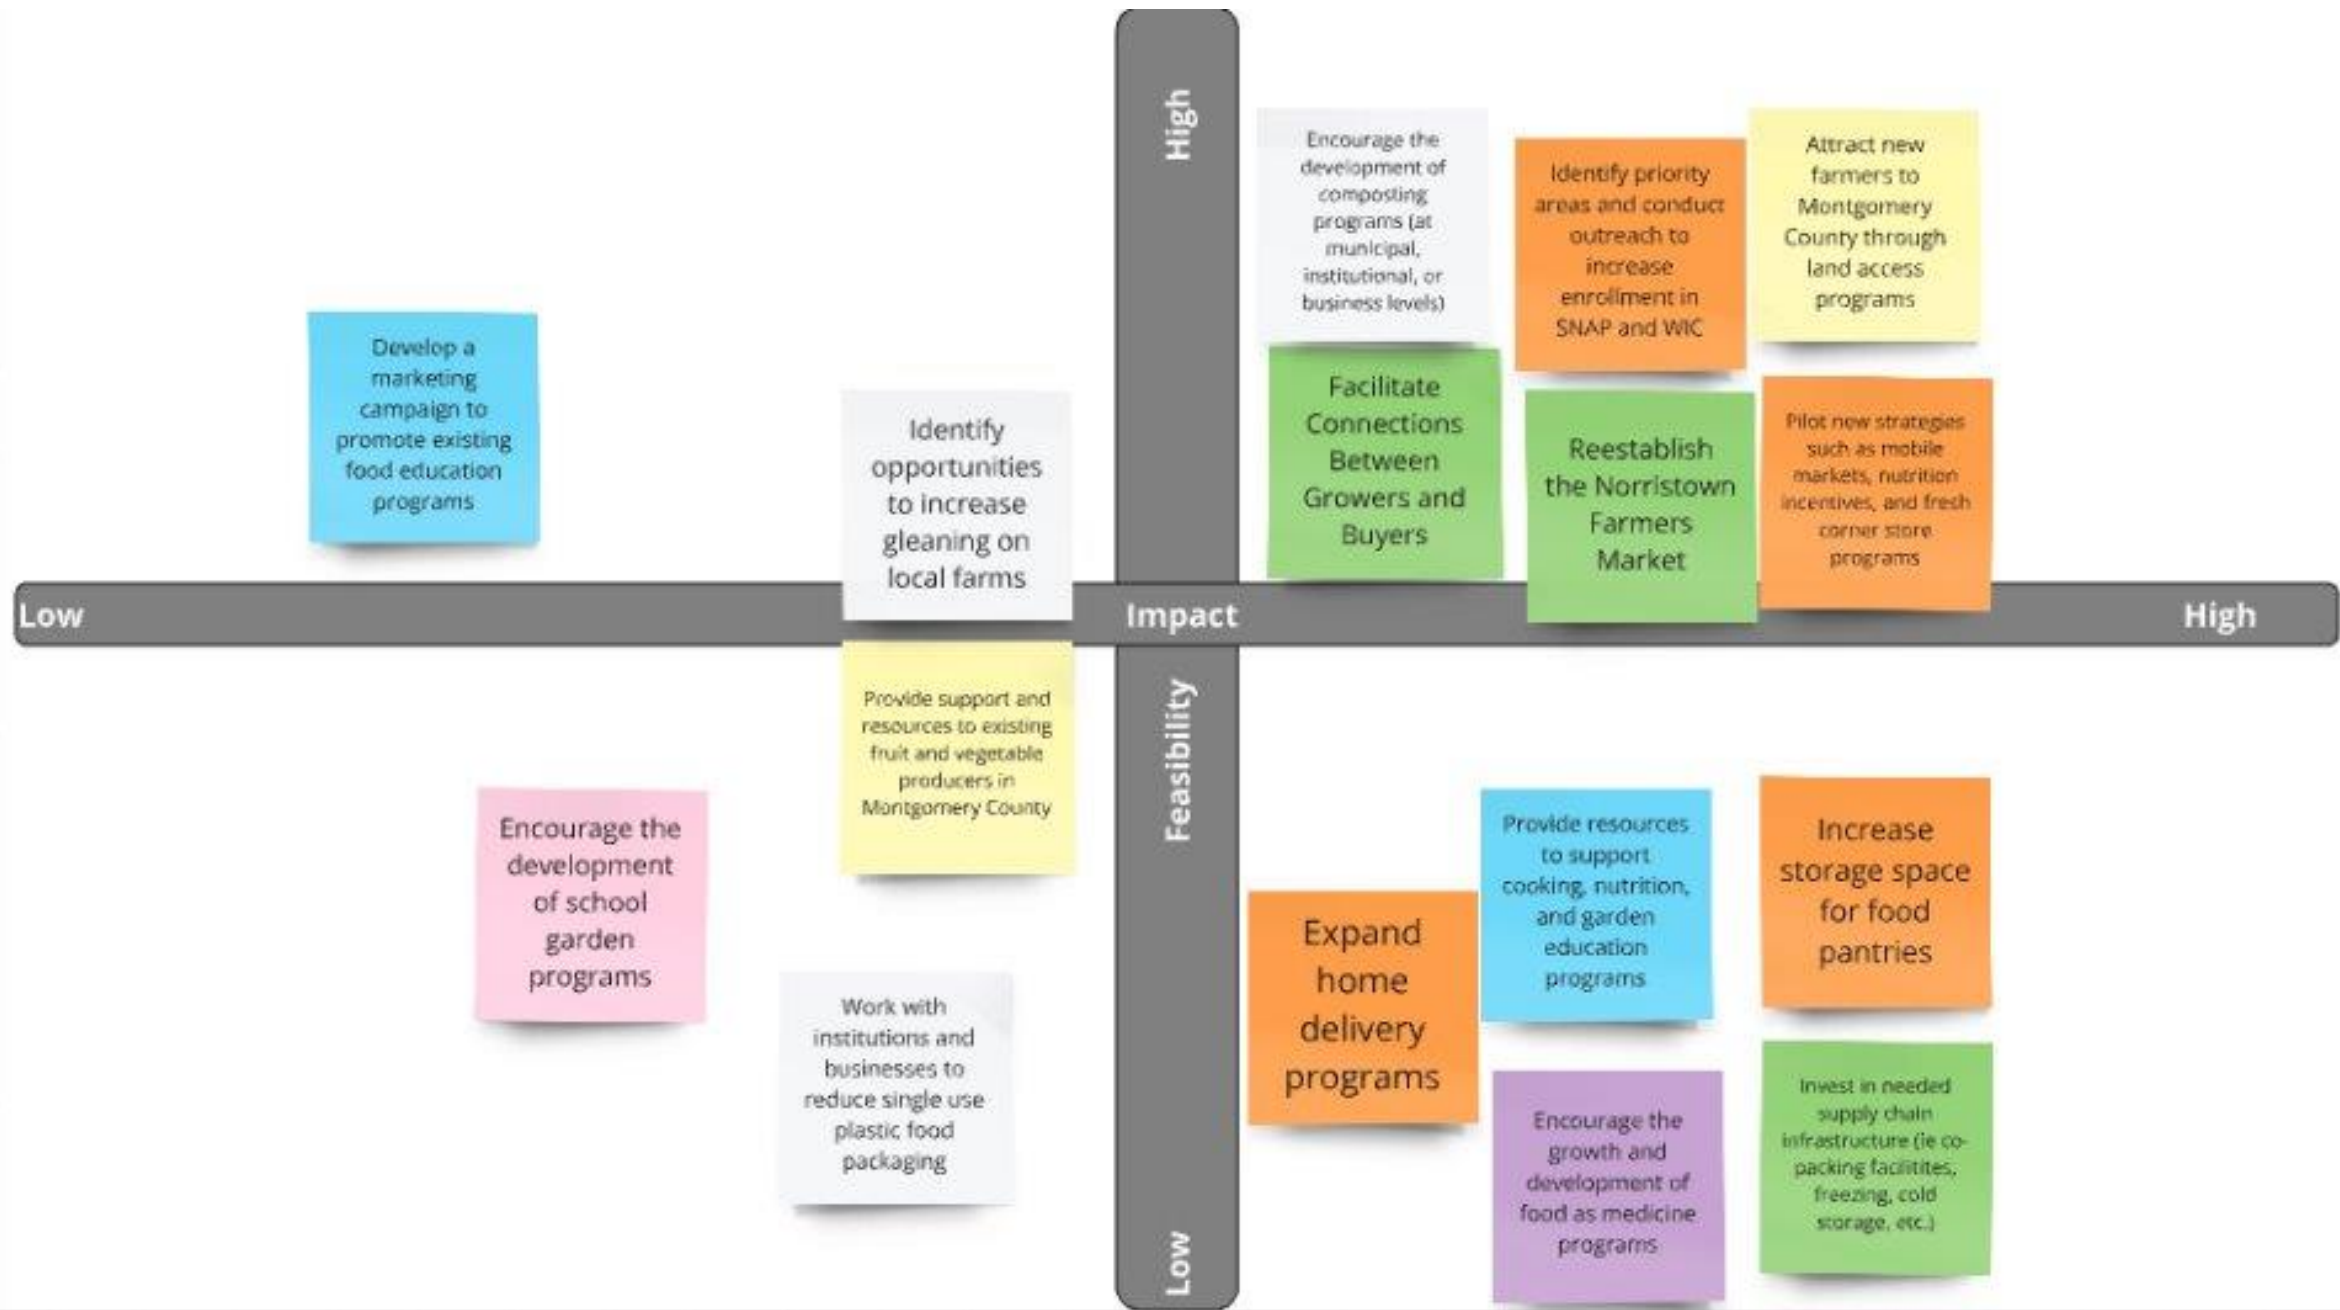 High
Encourage the
development of
composting
programs (at
municipal,
institutional, or
business levels)
Identify priority
areas and conduct
outreach to
increase
enrollment in
SNAP and WIC
Attract new
farmers to
Montgomery
County through
land access
programs
Develop a
marketing
campaign to
promote existing
food education
programs
Identify
opportunities
to increase
gleaning on
local farms
Facilitate
Connections
Between
Growers and
Buyers
Reestablish
the Norristown
Farmers
Market
Pilot new strategies
such as mobile
markets, nutrition
incentives, and fresh
corner store
programs
Low
Impact
High
Provide support and
resources to existing
fruit and vegetable
producers in
Montgomery County
Feasibility
Encourage the
development
of school
garden
programs
Work with
institutions and
businesses to
reduce single use
plastic food
packaging
Expand
home
delivery
programs
Provide resources
to support
cooking, nutrition,
and garden
education
programs
Increase
storage space
for food
pantries
Encourage the
growth and
development of
food as medicine
programs
Invest in needed
supply chain
infrastructure (ie co-
packing facilitites,
freezing, cold
storage, etc.)
Low